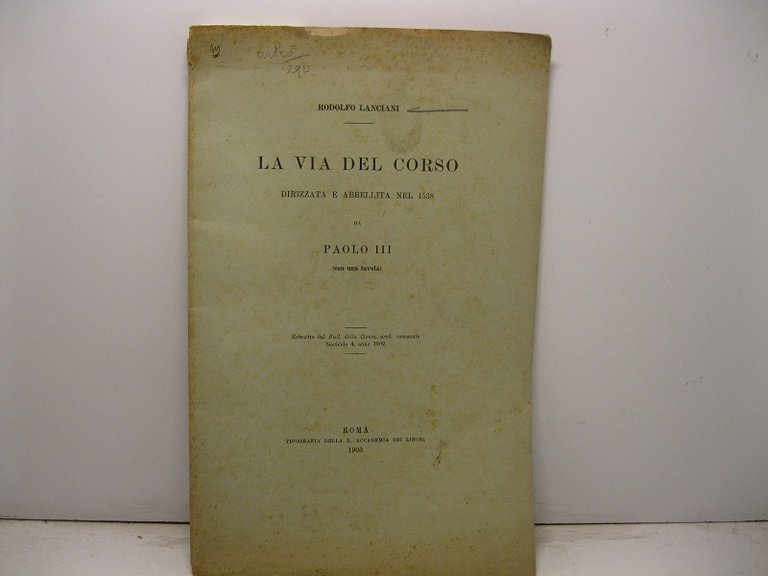 292
RODOLFO LANCIANI
LA VIA DEL CORSO
DIRIZZATA E ABBELLITA NEL 1538
DA
PAOLO III
(con una tavola)
Estratto dal Bull. della Comm. arch. comunale
fascicolo 4, anno 1902
ROMA
TIPOGRAFIA DELLA R. ACCADEMIA DEI LINCEI
1903